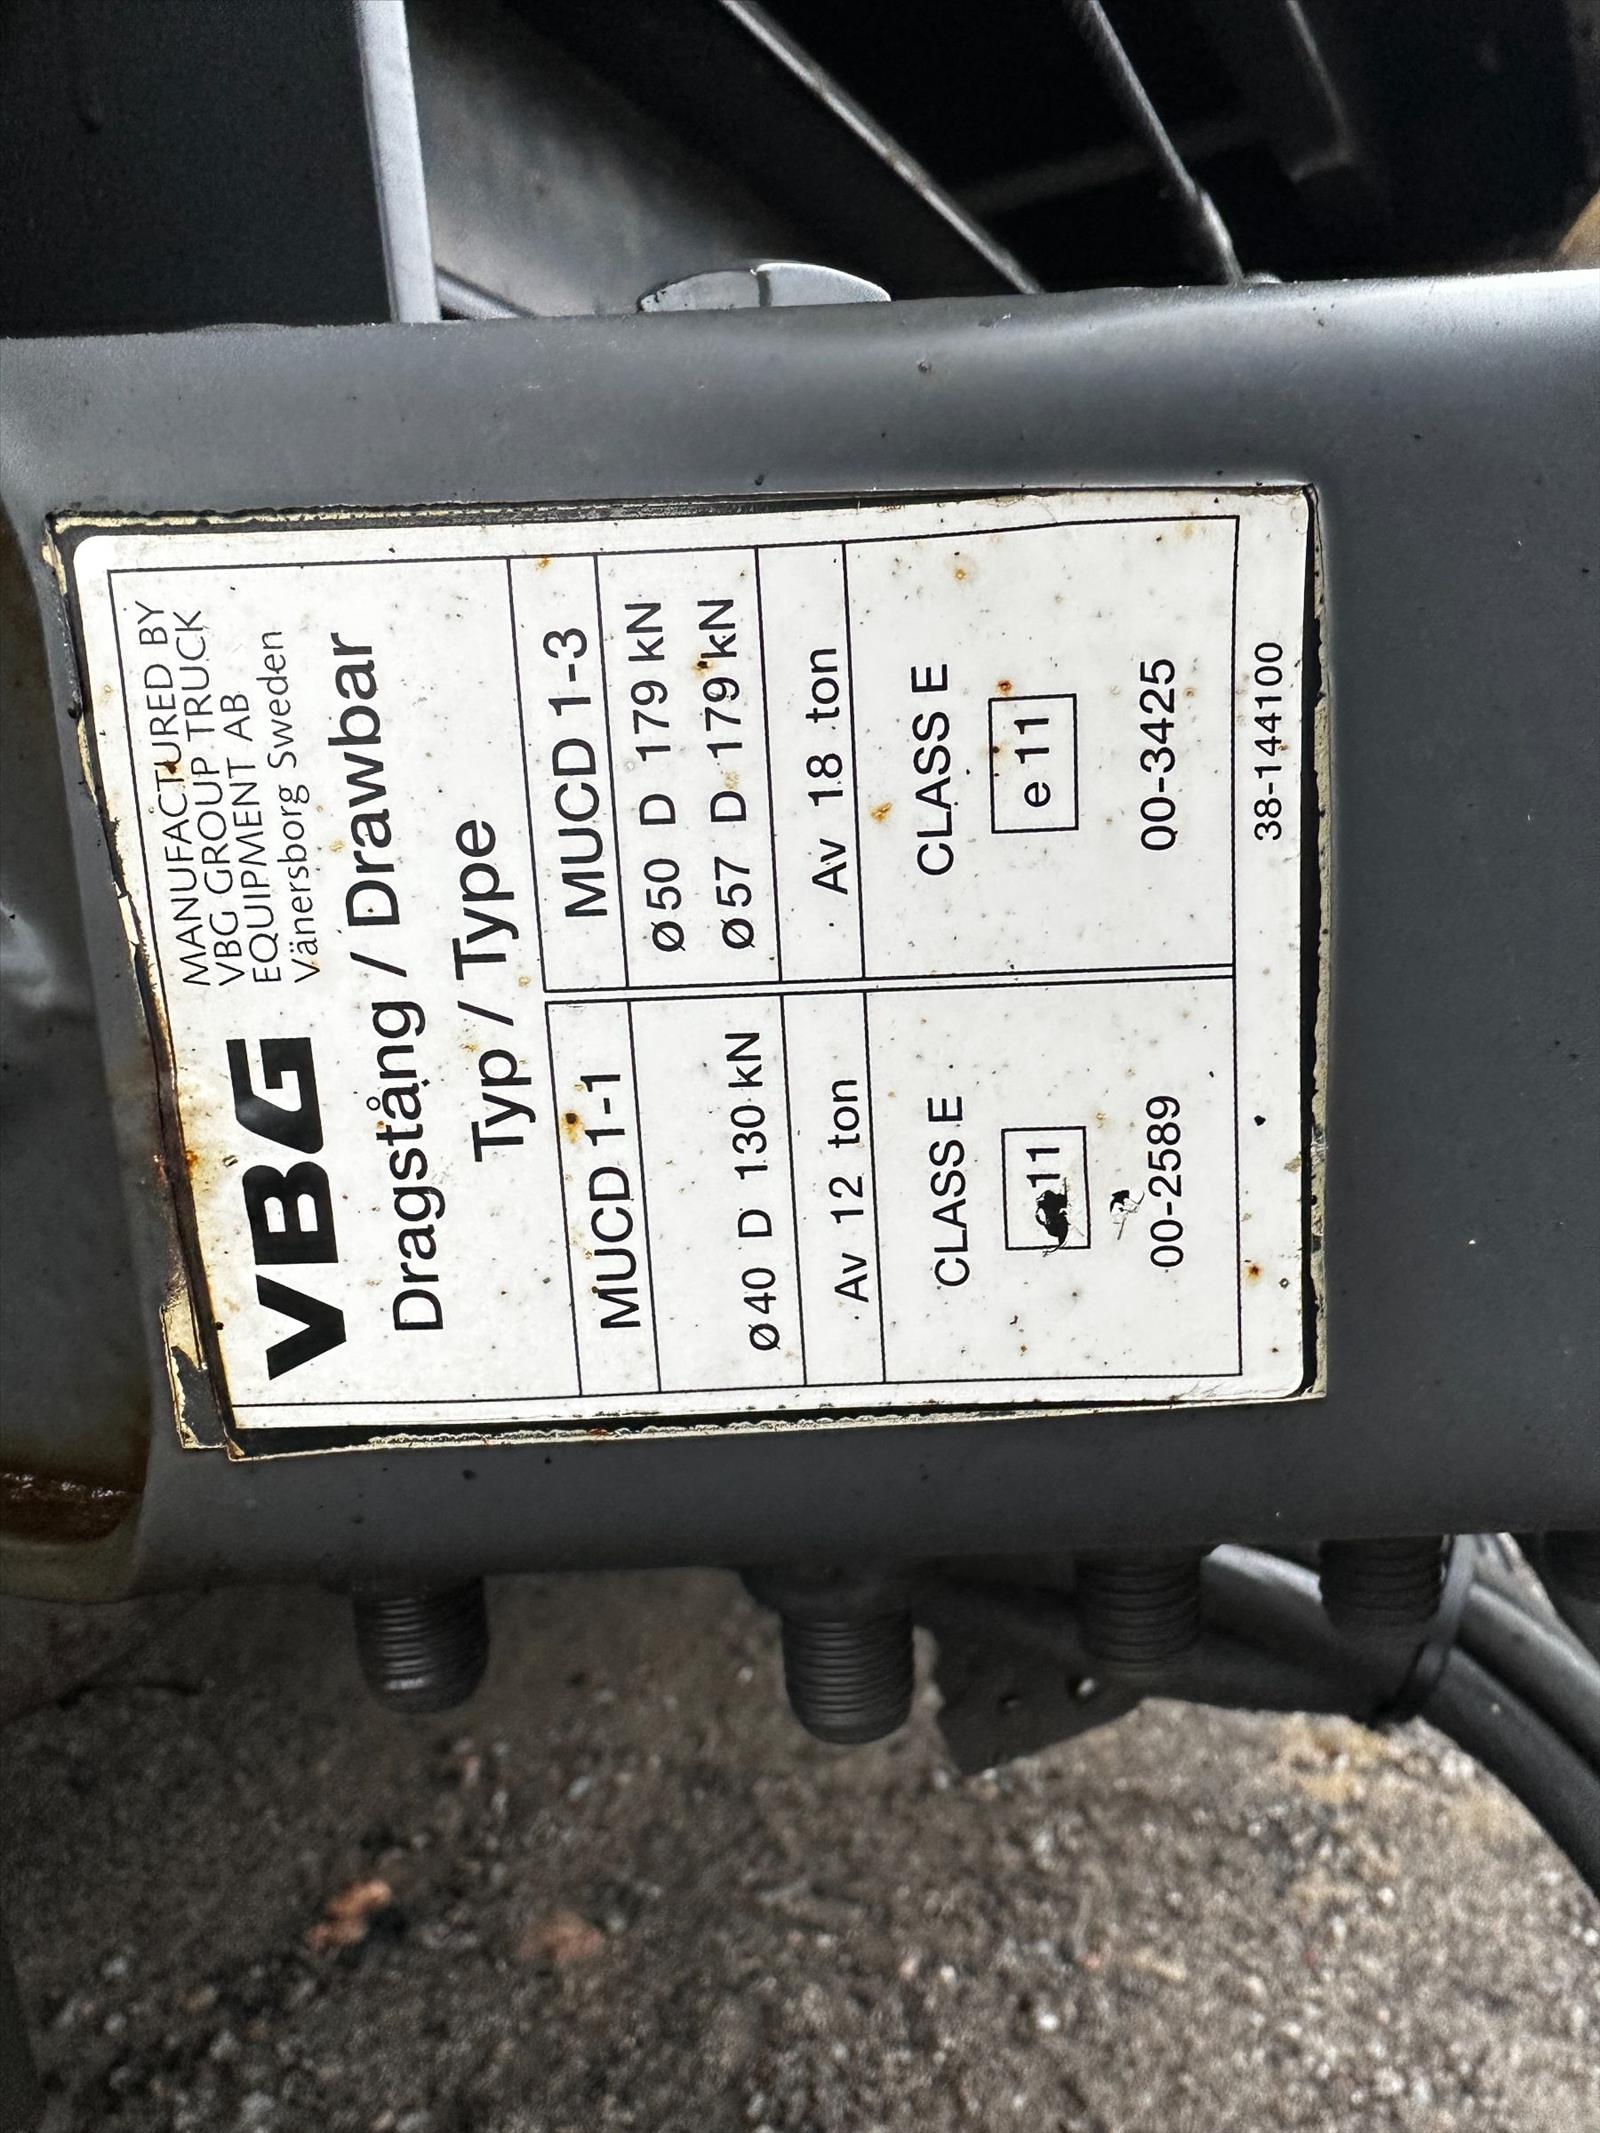 VBG
MANUFACTURED BY
VBG GROUP TRUCK
EQUIPMENT AB
Vänersborg Sweden
Dragstång / Drawbar
Typ / Type
MUCD 1-1
ø40 D 130 kN
Av 12 ton
CLASS E
11
00-2589
MUCD 1-3
ø50 D 179 kN
ø57 D 179 kN
Av 18 ton
CLASS E
e 11
00-3425
38-144100